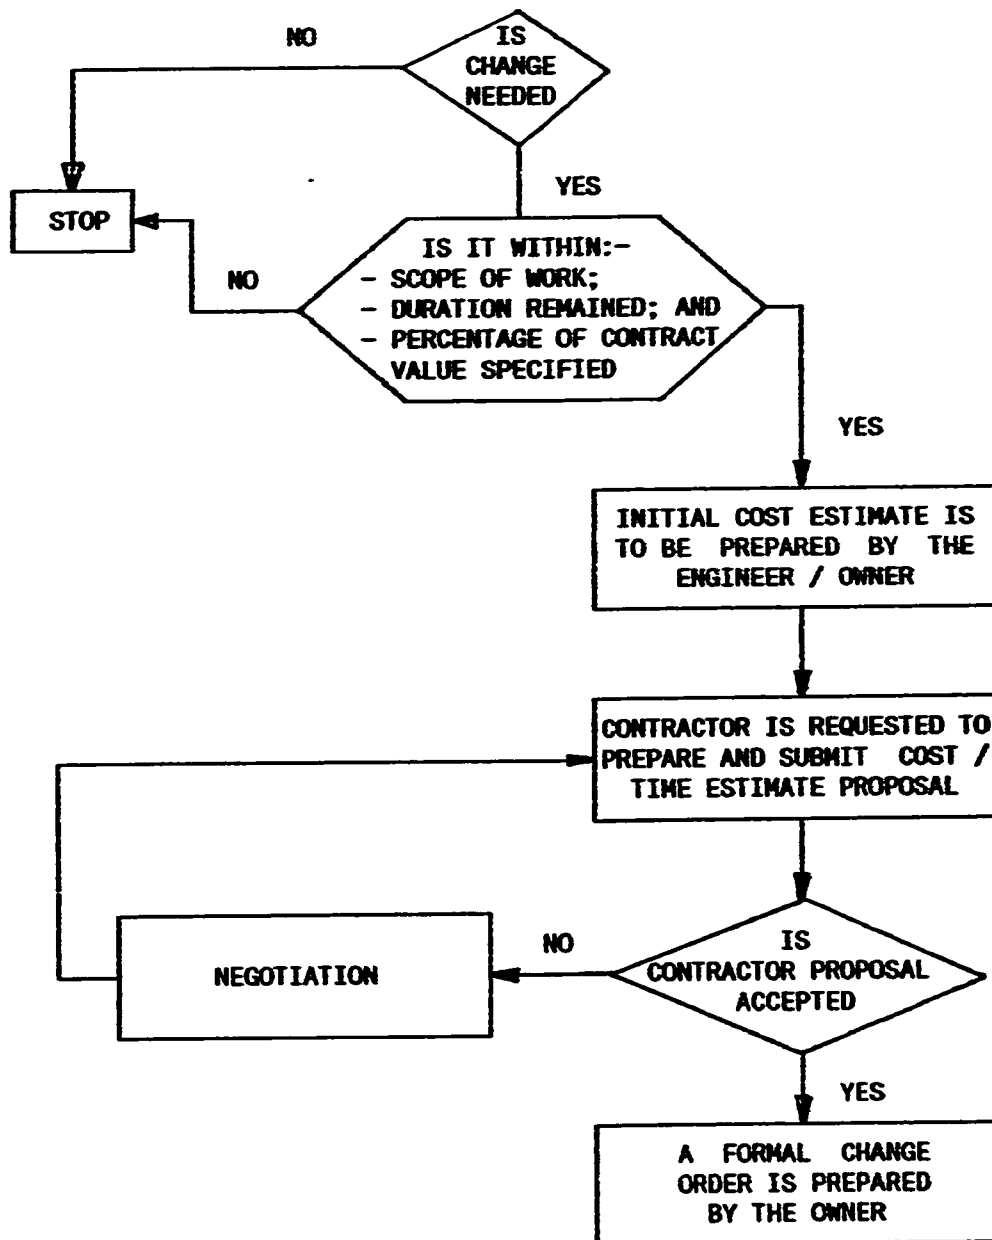 NO
IS
CHANGE
NEEDED
YES
STOP
NO
IS IT WITHIN:-
- SCOPE OF WORK;
- DURATION REMAINED; AND
- PERCENTAGE OF CONTRACT
VALUE SPECIFIED
YES
INITIAL COST ESTIMATE IS
TO BE PREPARED BY THE
ENGINEER / OWNER
CONTRACTOR IS REQUESTED TO
PREPARE AND SUBMIT COST /
TIME ESTIMATE PROPOSAL
NO
IS
CONTRACTOR PROPOSAL
ACCEPTED
NEGOTIATION
YES
A FORMAL CHANGE
ORDER IS PREPARED
BY THE OWNER